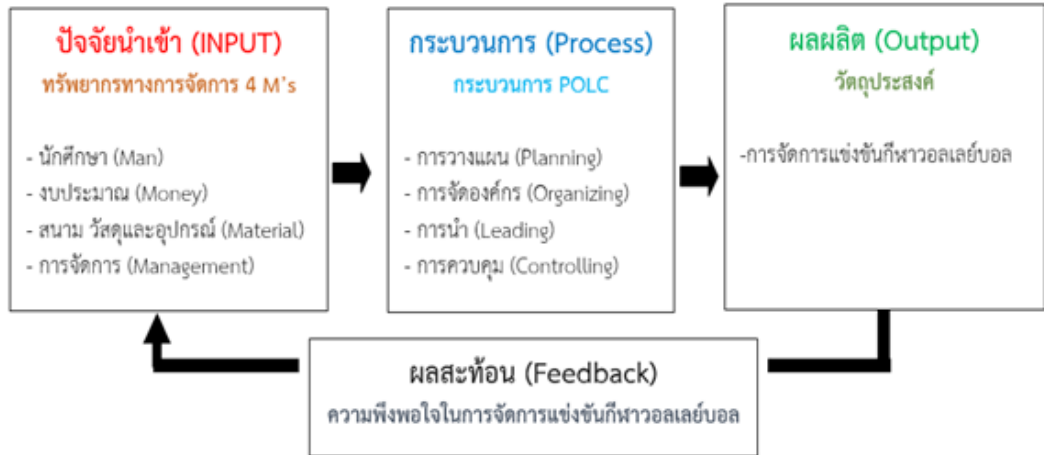 ปัจจัยนำเข้า (INPUT)
ทรัพยากรทางการจัดการ 4 M's
- นักศึกษา (Man)
- งบประมาณ (Money)
- สนาม วัสดุและอุปกรณ์ (Material)
- การจัดการ (Management)
กระบวนการ (Process)
กระบวนการ POLC
- การวางแผน (Planning)
- การจัดองค์กร (Organizing)
- การนำ (Leading)
- การควบคุม (Controlling)
ผลผลิต (Output)
วัตถุประสงค์
-การจัดการแข่งขันกีฬาวอลเลย์บอล
ผลสะท้อน (Feedback)
ความพึงพอใจในการจัดการแข่งขันกีฬาวอลเลย์บอล